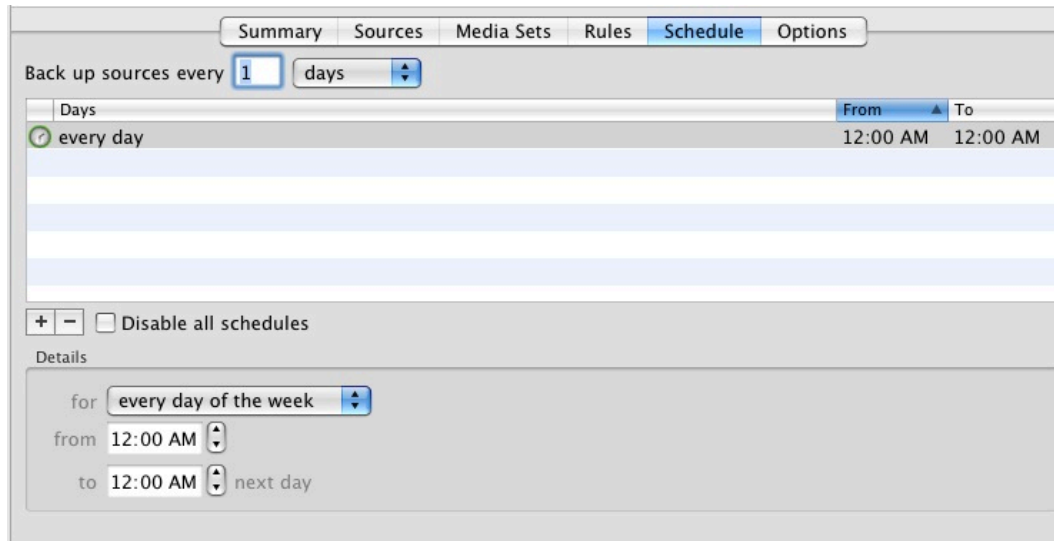 Summary Sources Media Sets Rules Schedule Options
Back up sources every 1 days
Days From To
every day 12:00 AM 12:00 AM
+ − Disable all schedules
Details
for every day of the week
from 12:00 AM
to 12:00 AM next day